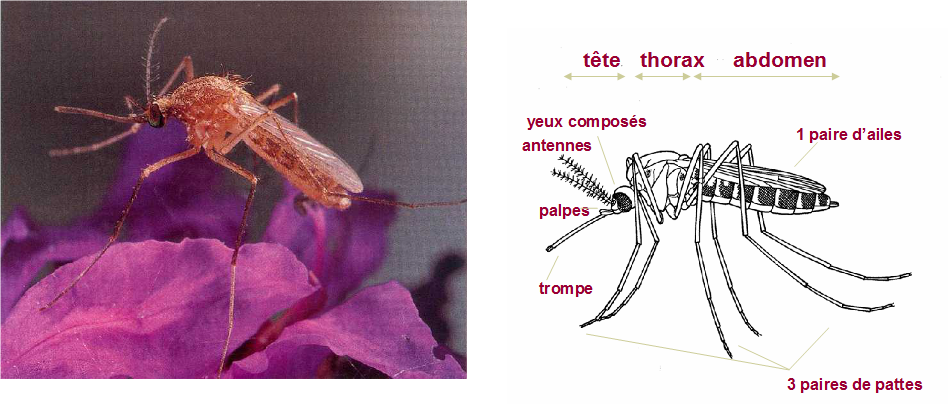 tête thorax abdomen
yeux composés
antennes
1 paire d'ailes
palpes
trompe
3 paires de pattes